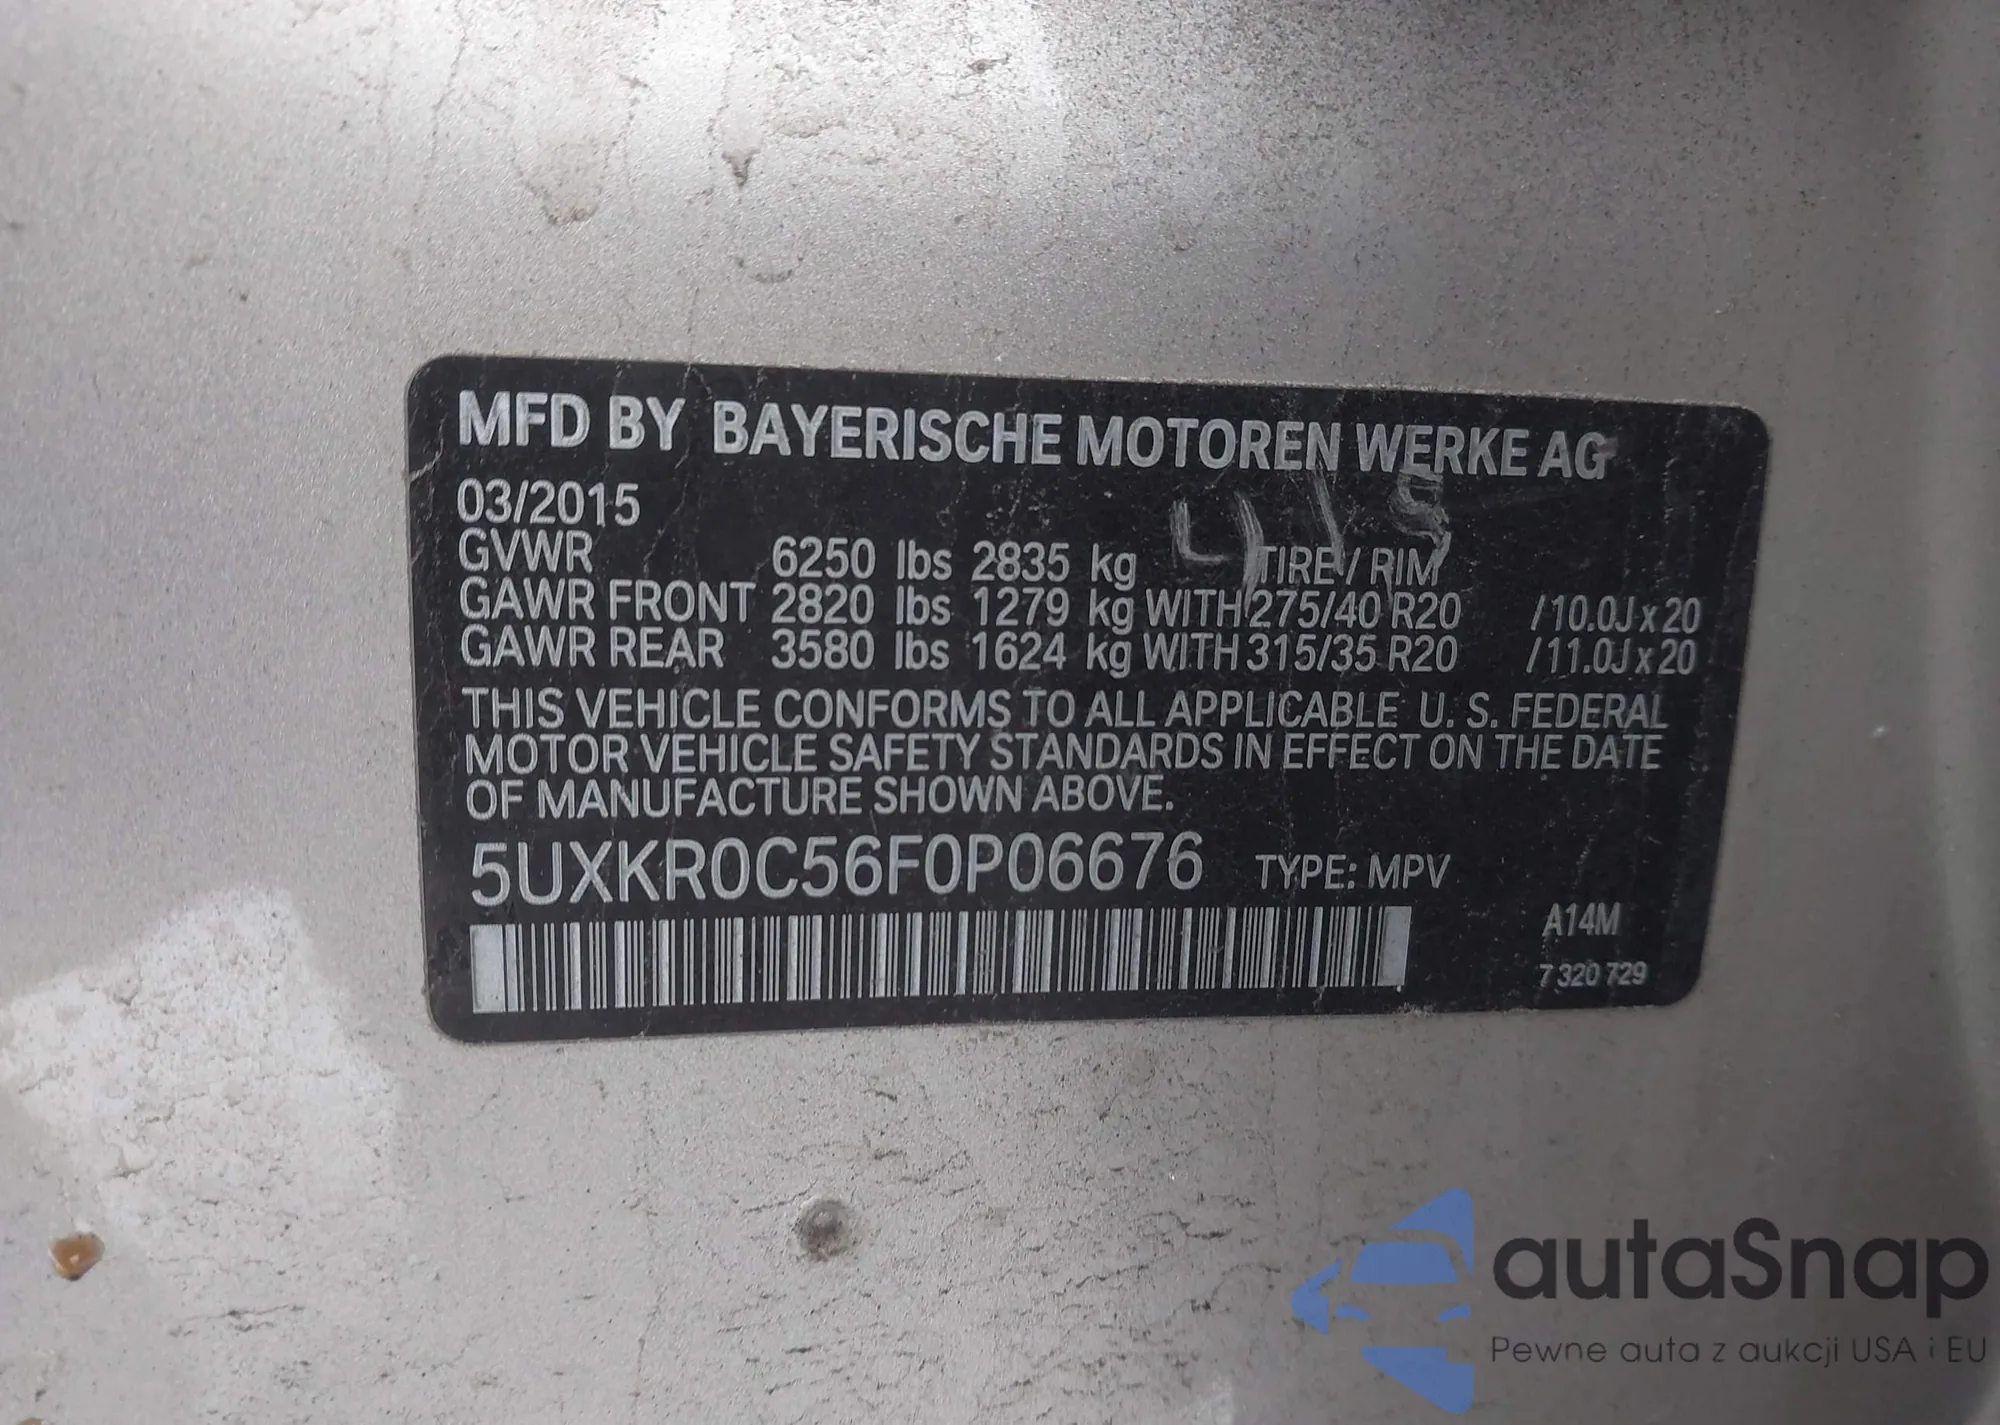 MFD BY BAYERISCHE MOTOREN WERKE AG
03/2015
415
GVWR 6250 lbs 2835 kg TIRE / RIM
GAWR FRONT 2820 lbs 1279 kg WITH 275/40 R20 /10.0J x 20
GAWR REAR 3580 lbs 1624 kg WITH 315/35 R20 /11.0J x 20
THIS VEHICLE CONFORMS TO ALL APPLICABLE U. S. FEDERAL
MOTOR VEHICLE SAFETY STANDARDS IN EFFECT ON THE DATE
OF MANUFACTURE SHOWN ABOVE.
5UXKR0C56F0P06676 TYPE: MPV
A14M
7 320 729
autaSnap
Pewne auta z aukcji USA i EU